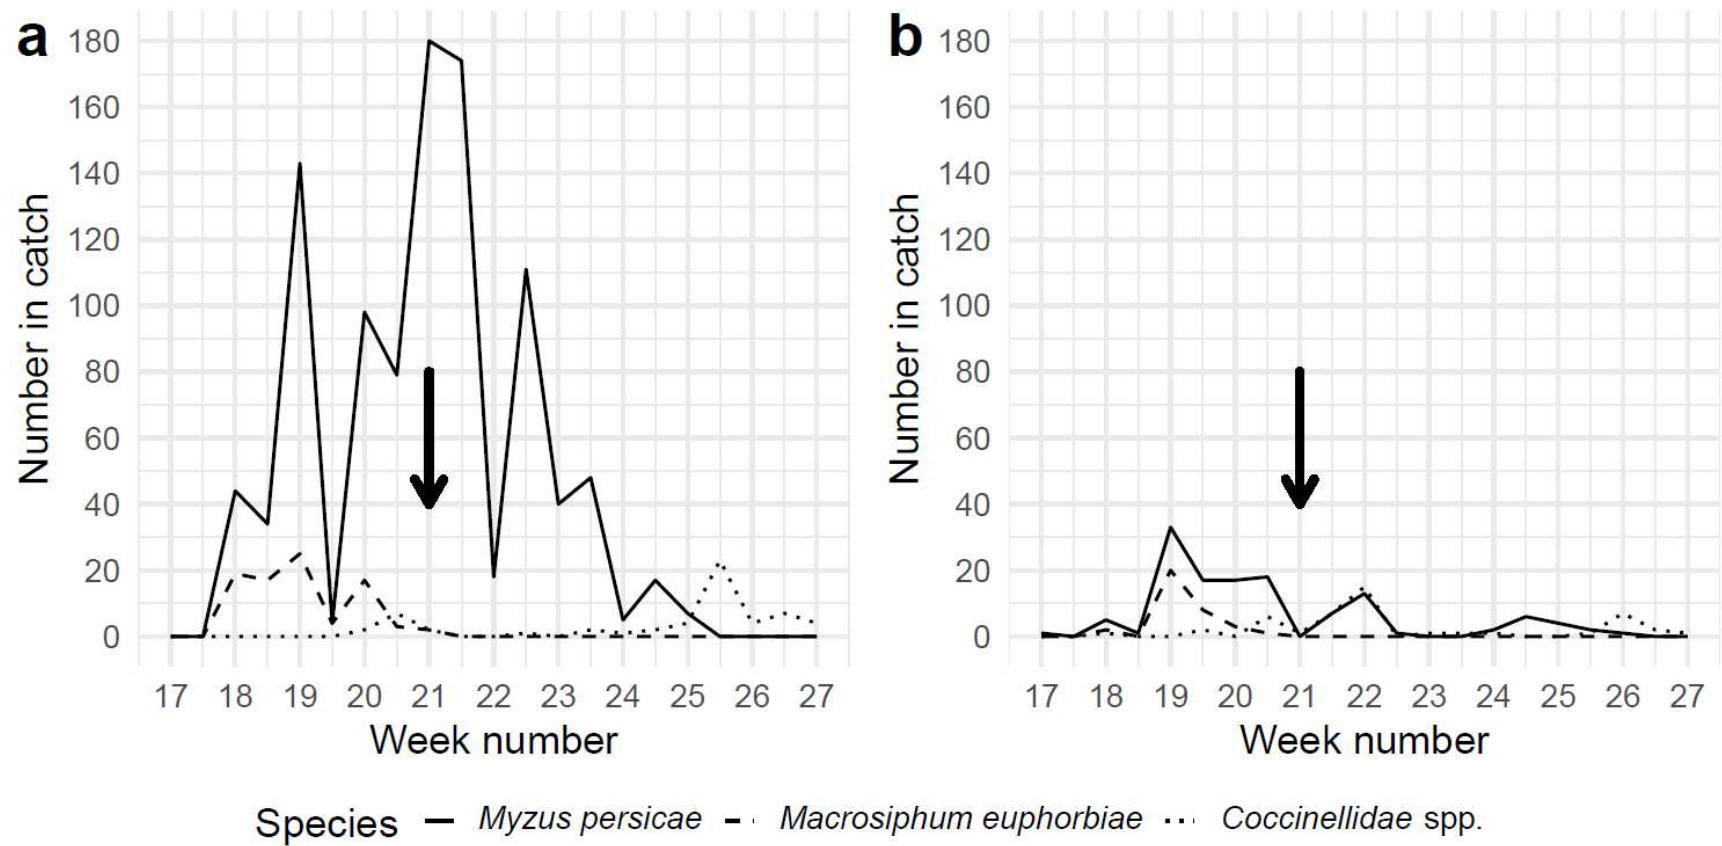 a
180
160
140
120
100
80
60
40
20
0
Number in catch
17 18 19 20 21 22 23 24 25 26 27
Week number
b
180
160
140
120
100
80
60
40
20
0
Number in catch
17 18 19 20 21 22 23 24 25 26 27
Week number
Species Myzus persicae Macrosiphum euphorbiae Coccinellidae spp.